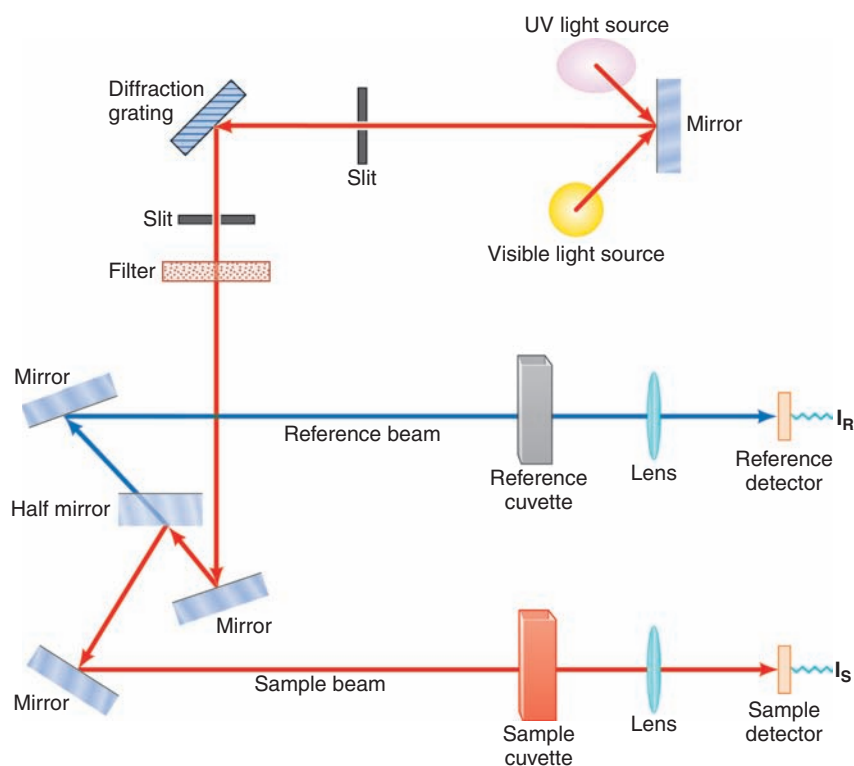 UV light source
Diffraction
grating
Mirror
Slit
Slit
Visible light source
Filter
Mirror
Reference beam
I_R
Reference
cuvette
Lens
Reference
detector
Half mirror
Mirror
Mirror
Sample beam
I_S
Sample
cuvette
Lens
Sample
detector